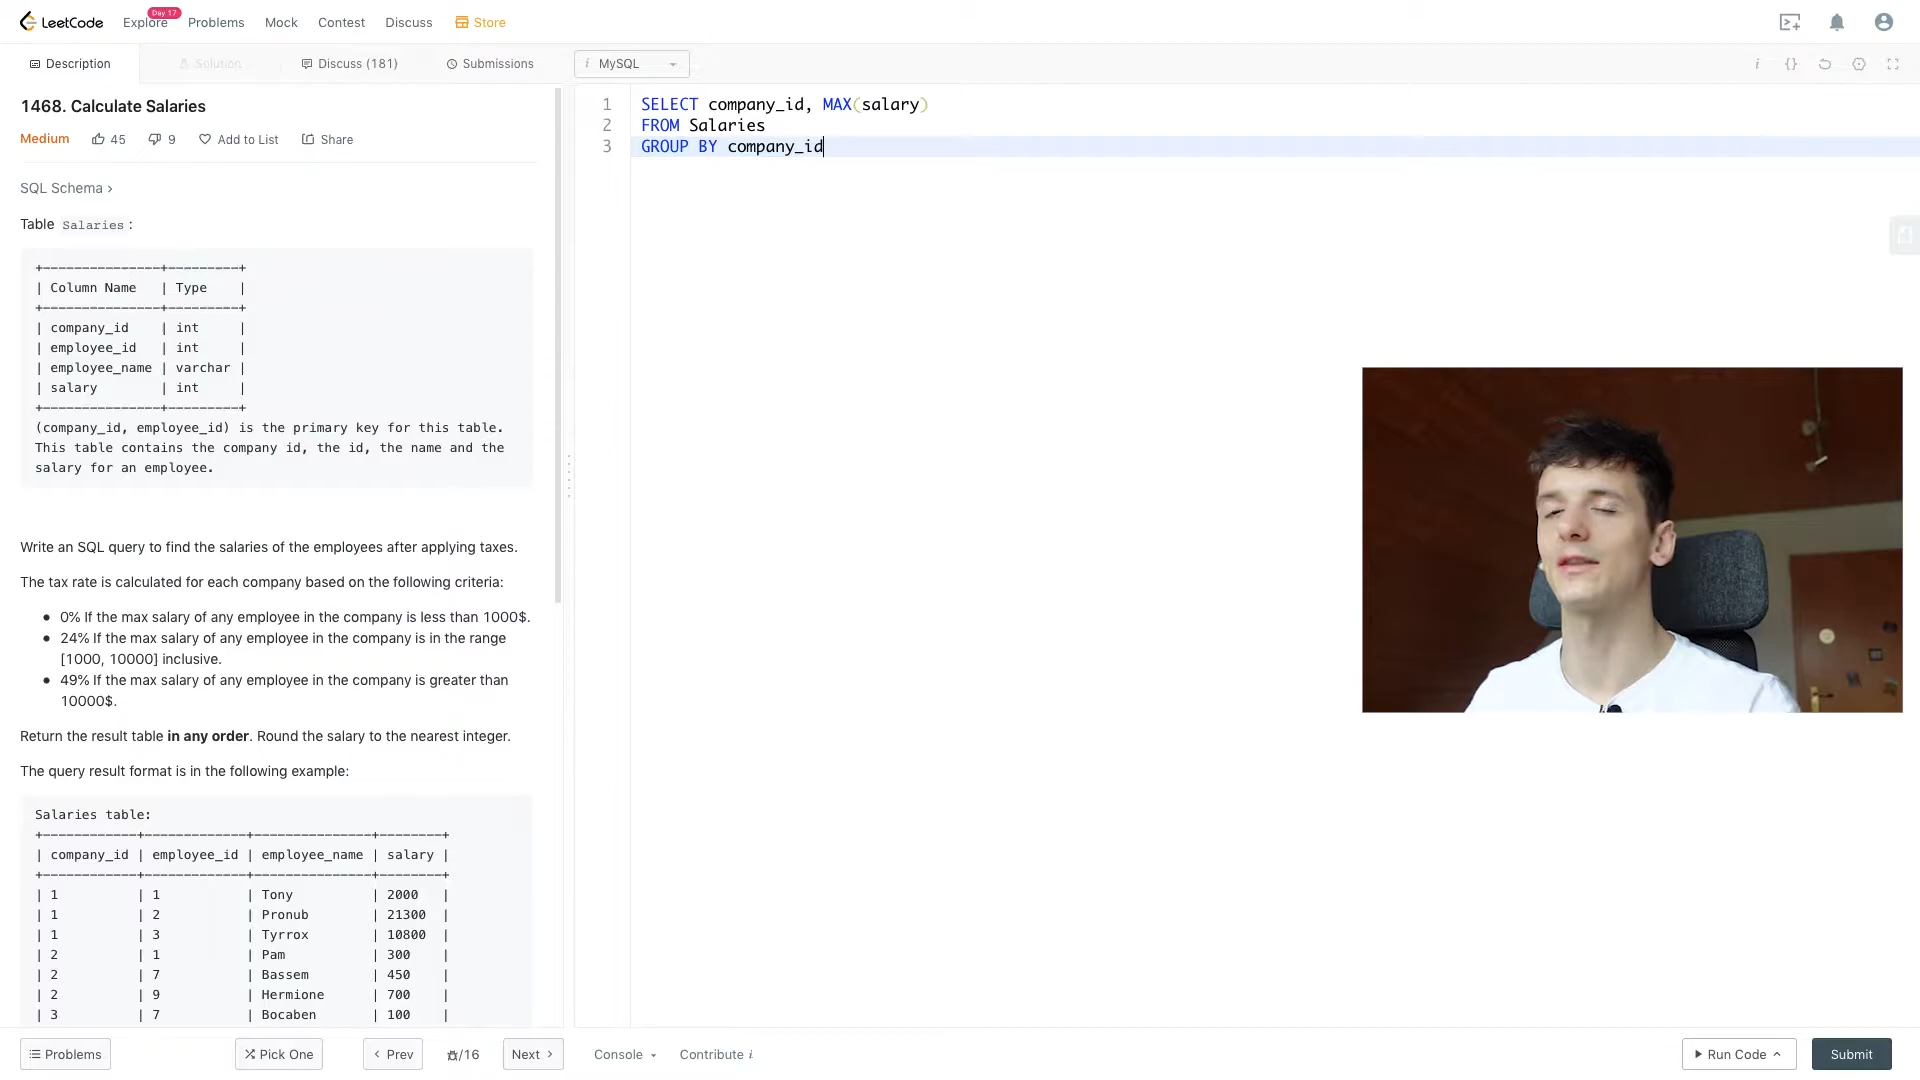 LeetCode
Explore
Day 17
Problems
Mock
Contest
Discuss
Store
Description
Solution
Discuss (181)
Submissions
i MySQL
1468. Calculate Salaries
Medium
45
9
Add to List
Share
SQL Schema >
Table Salaries :
+---------------+---------+
| Column Name   | Type    |
+---------------+---------+
| company_id    | int     |
| employee_id   | int     |
| employee_name | varchar |
| salary        | int     |
+---------------+---------+
(company_id, employee_id) is the primary key for this table.
This table contains the company id, the id, the name and the
salary for an employee.
Write an SQL query to find the salaries of the employees after applying taxes.
The tax rate is calculated for each company based on the following criteria:
• 0% If the max salary of any employee in the company is less than 1000$.
• 24% If the max salary of any employee in the company is in the range
[1000, 10000] inclusive.
• 49% If the max salary of any employee in the company is greater than
10000$.
Return the result table in any order. Round the salary to the nearest integer.
The query result format is in the following example:
Salaries table:
+------------+-------------+---------------+--------+
| company_id | employee_id | employee_name | salary |
+------------+-------------+---------------+--------+
| 1          | 1           | Tony          | 2000   |
| 1          | 2           | Pronub        | 21300  |
| 1          | 3           | Tyrrox        | 10800  |
| 2          | 1           | Pam           | 300    |
| 2          | 7           | Bassem        | 450    |
| 2          | 9           | Hermione      | 700    |
| 3          | 7           | Bocaben       | 100    |
1 SELECT company_id, MAX(salary)
2 FROM Salaries
3 GROUP BY company_id
Problems
Pick One
< Prev
/16
Next >
Console
Contribute i
Run Code
Submit